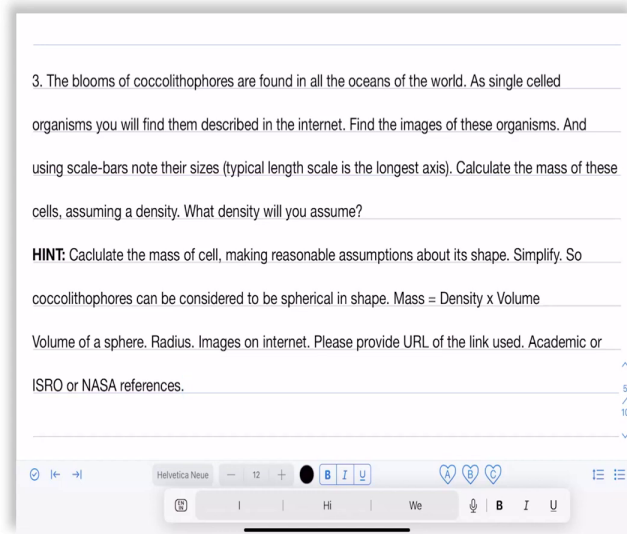 3. The blooms of coccolithophores are found in all the oceans of the world. As single celled
organisms you will find them described in the internet. Find the images of these organisms. And
using scale-bars note their sizes (typical length scale is the longest axis). Calculate the mass of these
cells, assuming a density. What density will you assume?
HINT: Caclulate the mass of cell, making reasonable assumptions about its shape. Simplify. So
coccolithophores can be considered to be spherical in shape. Mass = Density x Volume
Volume of a sphere. Radius. Images on internet. Please provide URL of the link used. Academic or
ISRO or NASA references.
5
10
Helvetica Neue — 12 + B I U A B C
EN
I Hi We B I U